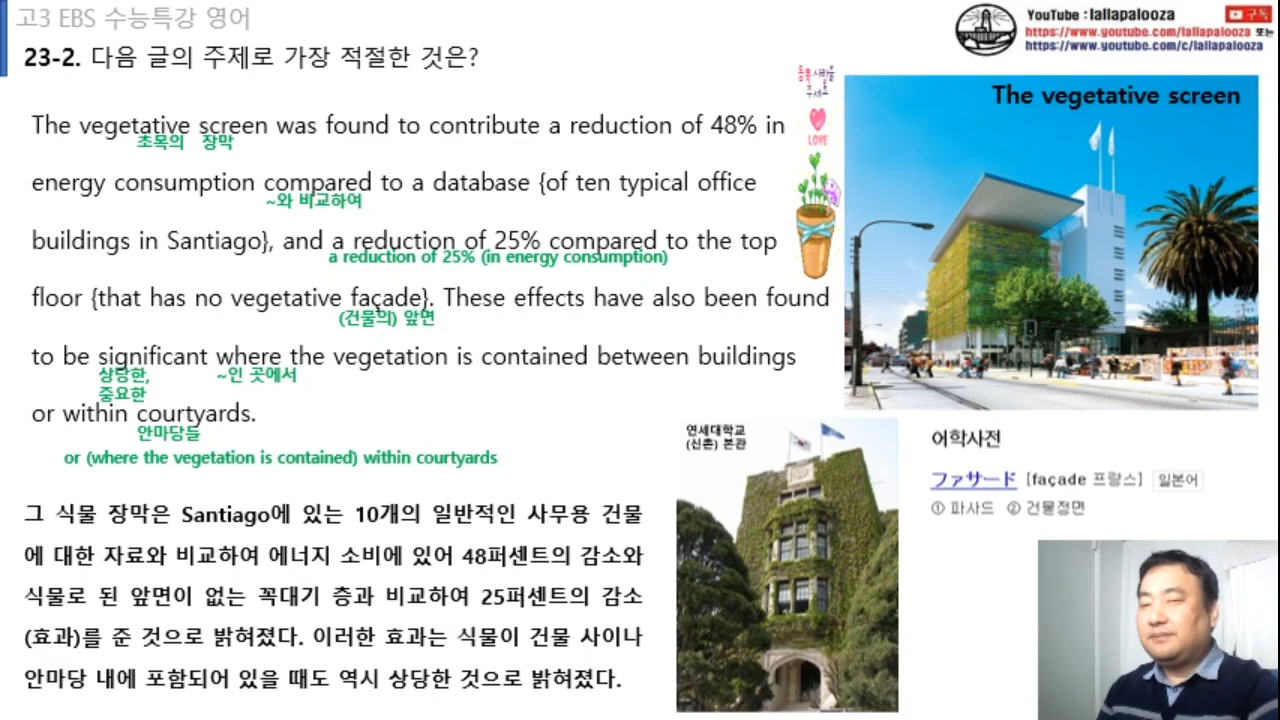 고3 EBS 수능특강 영어
YouTube : lallapalooza
구독
https://www.youtube.com/lallapalooza 또는
https://www.youtube.com/c/lallapalooza
23-2. 다음 글의 주제로 가장 적절한 것은?
The vegetative screen
LOVE
The vegetative screen was found to contribute a reduction of 48% in
초목의 장막
energy consumption compared to a database {of ten typical office
~와 비교하여
buildings in Santiago}, and a reduction of 25% compared to the top
a reduction of 25% (in energy consumption)
floor {that has no vegetative façade}. These effects have also been found
(건물의) 앞면
to be significant where the vegetation is contained between buildings
상당한, ~인 곳에서
중요한
or within courtyards.
안마당들
or (where the vegetation is contained) within courtyards
연세대학교
(신촌) 본관
어학사전
ファサード [façade 프랑스] 일본어
① 파사드 ② 건물정면
그 식물 장막은 Santiago에 있는 10개의 일반적인 사무용 건물
에 대한 자료와 비교하여 에너지 소비에 있어 48퍼센트의 감소와
식물로 된 앞면이 없는 꼭대기 층과 비교하여 25퍼센트의 감소
(효과)를 준 것으로 밝혀졌다. 이러한 효과는 식물이 건물 사이나
안마당 내에 포함되어 있을 때도 역시 상당한 것으로 밝혀졌다.